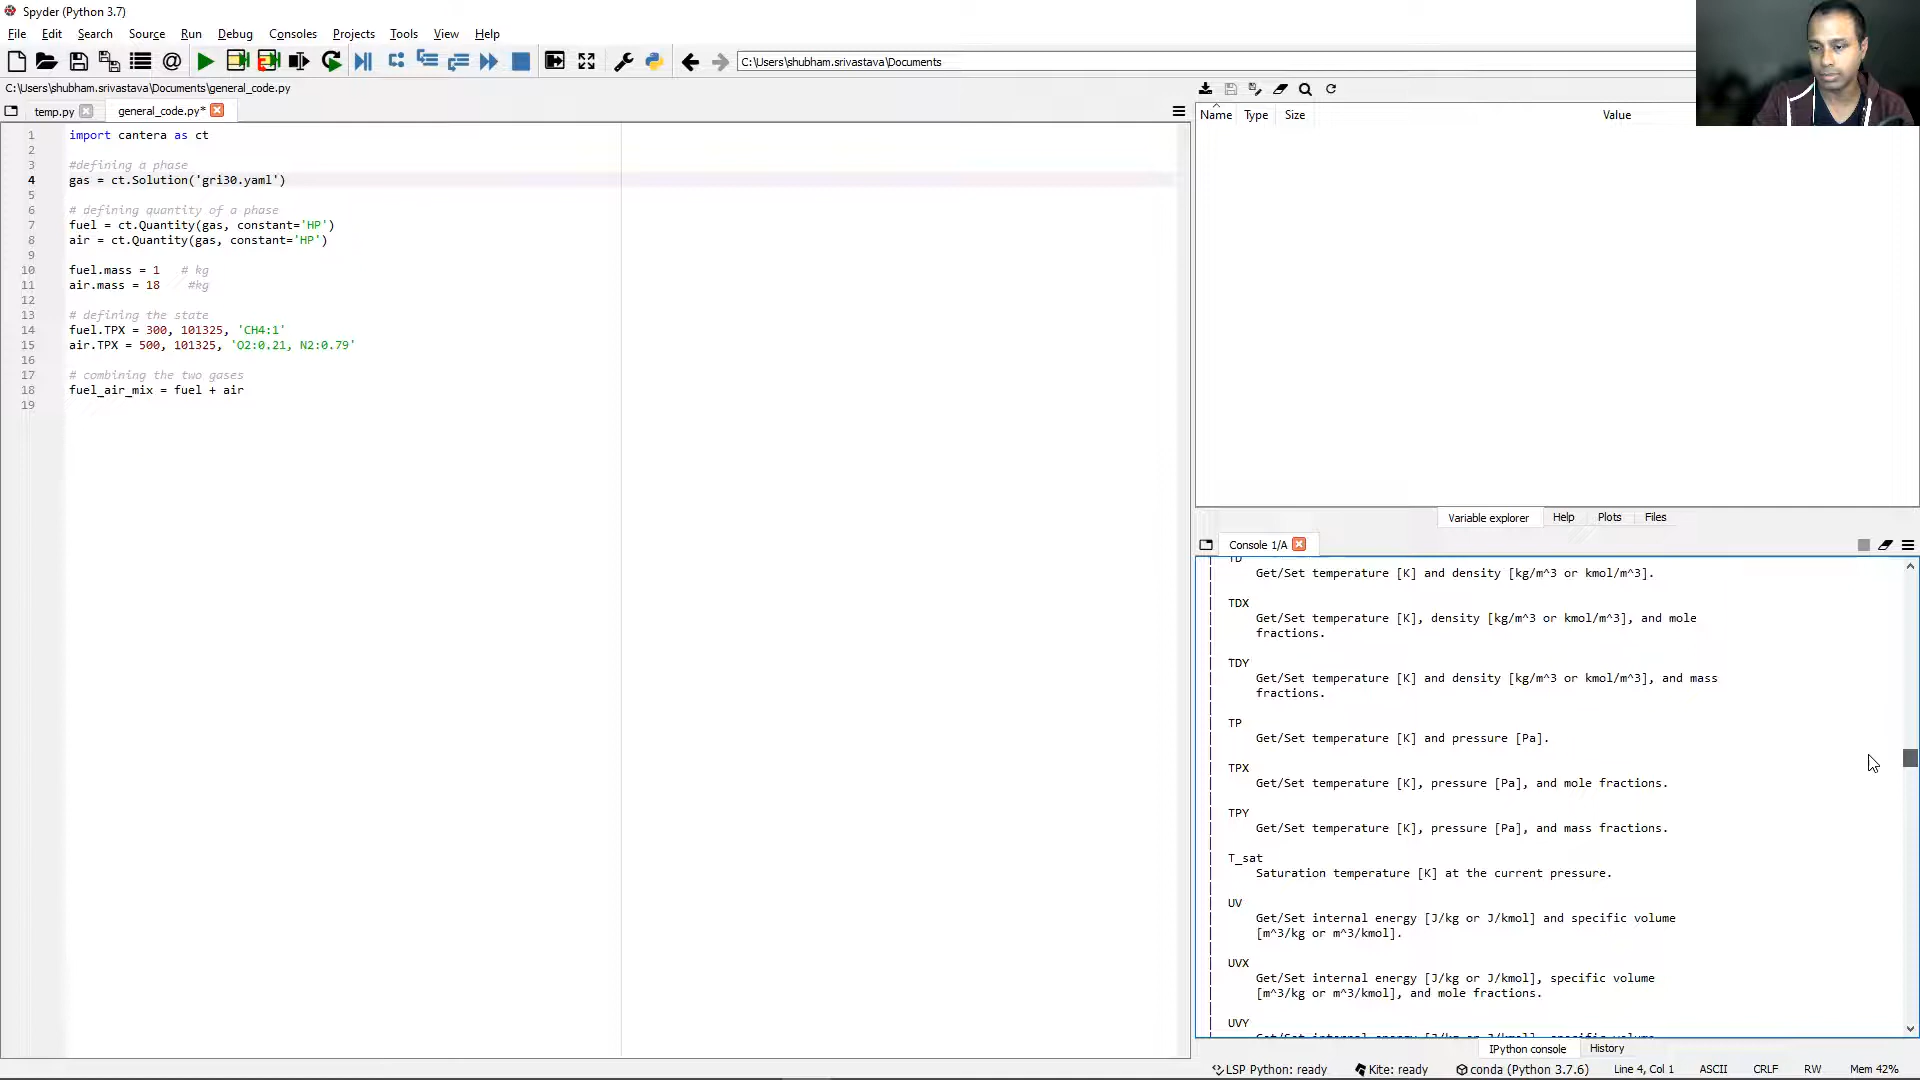 Spyder (Python 3.7)
File Edit Search Source Run Debug Consoles Projects Tools View Help
C:\Users\shubham.srivastava\Documents
C:\Users\shubham.srivastava\Documents\general_code.py
temp.py general_code.py*
1 import cantera as ct
2
3 #defining a phase
4 gas = ct.Solution('gri30.yaml')
5
6 # defining quantity of a phase
7 fuel = ct.Quantity(gas, constant='HP')
8 air = ct.Quantity(gas, constant='HP')
9
10 fuel.mass = 1 # kg
11 air.mass = 18 #kg
12
13 # defining the state
14 fuel.TPX = 300, 101325, 'CH4:1'
15 air.TPX = 500, 101325, 'O2:0.21, N2:0.79'
16
17 # combining the two gases
18 fuel_air_mix = fuel + air
19
Name Type Size Value
Variable explorer Help Plots Files
Console 1/A
TD
Get/Set temperature [K] and density [kg/m^3 or kmol/m^3].
TDX
Get/Set temperature [K], density [kg/m^3 or kmol/m^3], and mole
fractions.
TDY
Get/Set temperature [K] and density [kg/m^3 or kmol/m^3], and mass
fractions.
TP
Get/Set temperature [K] and pressure [Pa].
TPX
Get/Set temperature [K], pressure [Pa], and mole fractions.
TPY
Get/Set temperature [K], pressure [Pa], and mass fractions.
T_sat
Saturation temperature [K] at the current pressure.
UV
Get/Set internal energy [J/kg or J/kmol] and specific volume
[m^3/kg or m^3/kmol].
UVX
Get/Set internal energy [J/kg or J/kmol], specific volume
[m^3/kg or m^3/kmol], and mole fractions.
UVY
Get/Set internal energy [J/kg or J/kmol], specific volume
IPython console History
LSP Python: ready Kite: ready conda (Python 3.7.6) Line 4, Col 1 ASCII CRLF RW Mem 42%